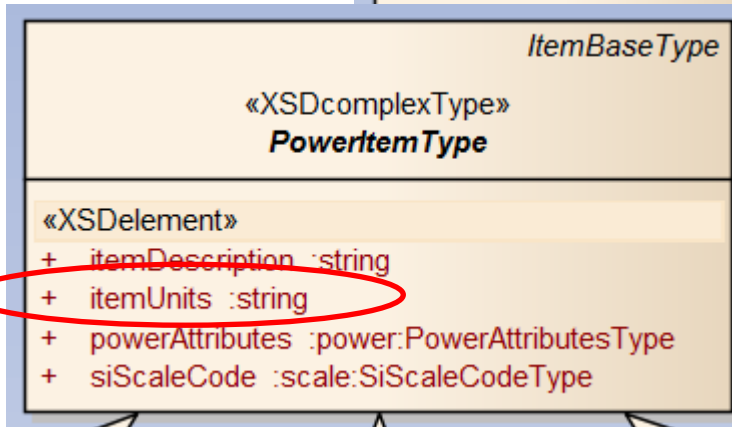 ItemBaseType
«XSDcomplexType»
PowerItemType
«XSDelement»
+ itemDescription :string
+ itemUnits :string
+ powerAttributes :power:PowerAttributesType
+ siScaleCode :scale:SiScaleCodeType